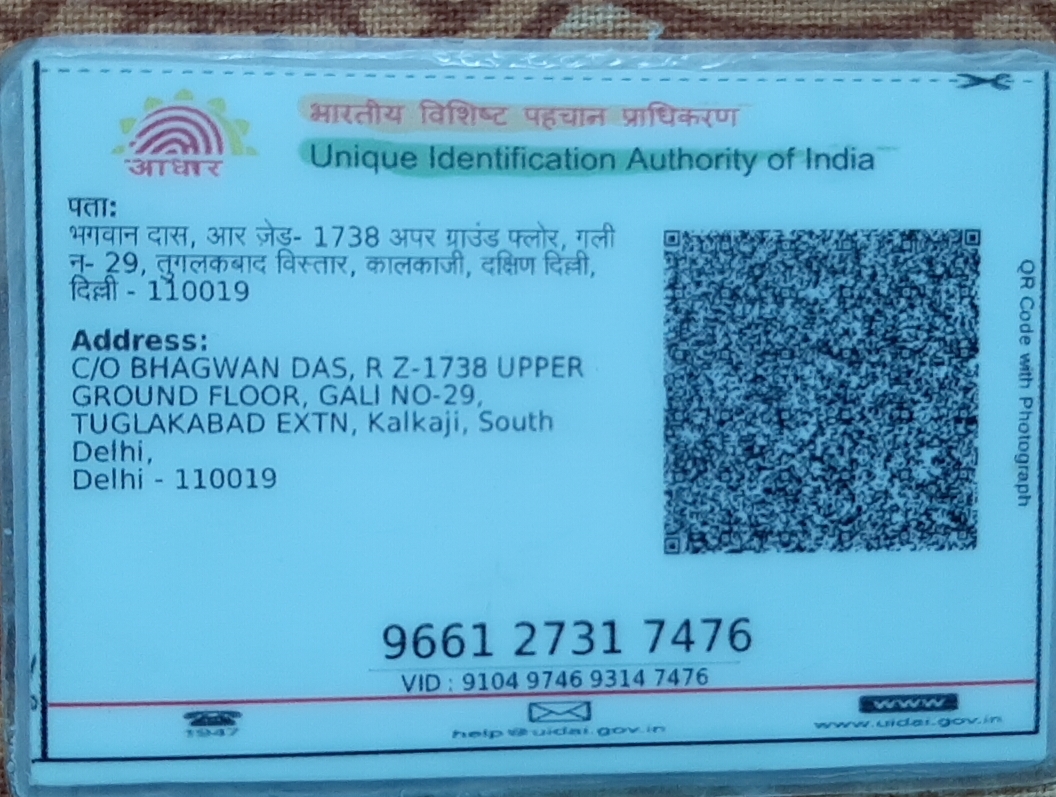 भारतीय विशिष्ट पहचान प्राधिकरण
Unique Identification Authority of India
आधार
पता:
भगवान दास, आर ज़ेड- 1738 अपर ग्राउंड फ्लोर, गली
न- 29, तुगलकबाद विस्तार, कालकाजी, दक्षिण दिल्ली,
दिल्ली - 110019
Address:
C/O BHAGWAN DAS, R Z-1738 UPPER
GROUND FLOOR, GALI NO-29,
TUGLAKABAD EXTN, Kalkaji, South
Delhi,
Delhi - 110019
QR Code with Photograph
9661 2731 7476
VID : 9104 9746 9314 7476
1947
help@uidai.gov.in
WWW
www.uidai.gov.in